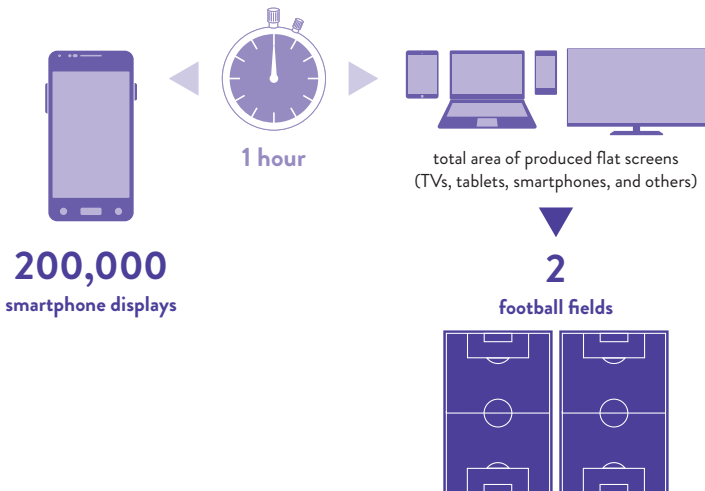 1 hour
200,000
smartphone displays
total area of produced flat screens
(TVs, tablets, smartphones, and others)
2
football fields